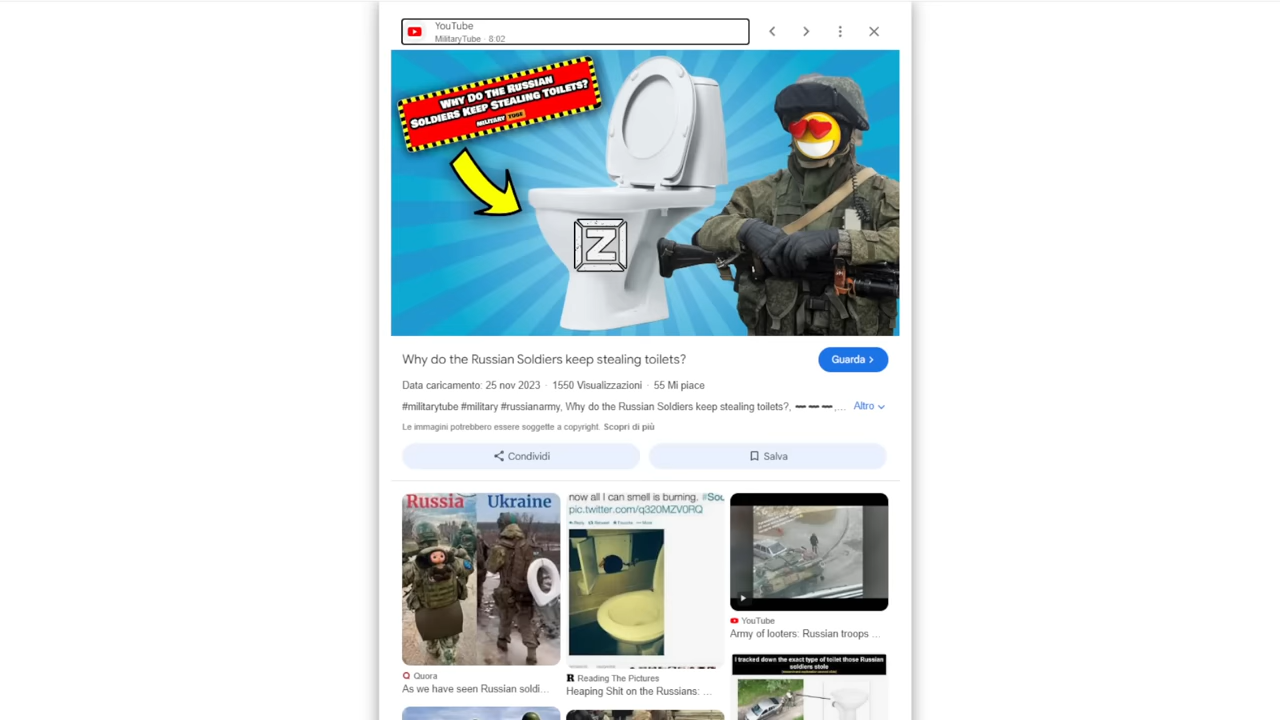 YouTube
MilitaryTube · 8:02
WHY DO THE RUSSIAN
SOLDIERS KEEP STEALING TOILETS?
MILITARY TUBE
Z
Why do the Russian Soldiers keep stealing toilets?
Guarda
Data caricamento: 25 nov 2023 · 1550 Visualizzazioni · 55 Mi piace
#militarytube #military #russianarmy, Why do the Russian Soldiers keep stealing toilets?, ➖➖➖,...
Altro
Le immagini potrebbero essere soggette a copyright. Scopri di più
Condividi
Salva
Russia Ukraine
Quora
As we have seen Russian soldi...
now all I can smell is burning. #Soc
pic.twitter.com/q320MZV0RQ
Reading The Pictures
Heaping Shit on the Russians: ...
YouTube
Army of looters: Russian troops ...
I tracked down the exact type of toilet those Russian
soldiers stole